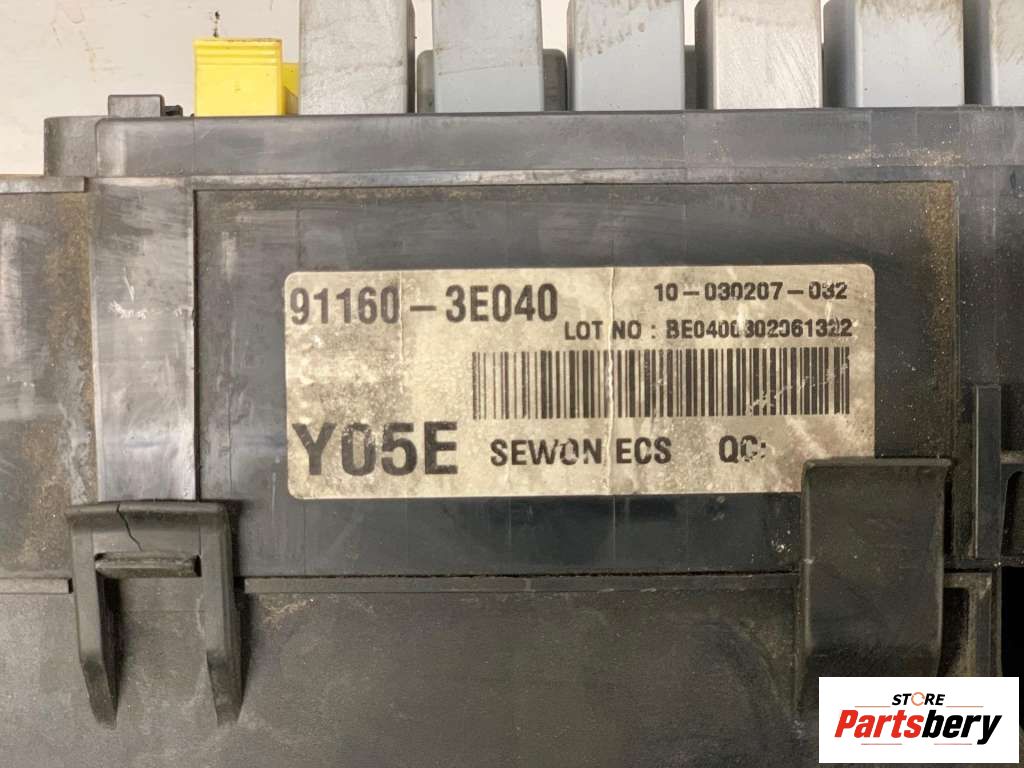 91160-3E040
10-030207-032
LOT NO : BE0400302061322
Y05E
SEWON ECS QC:
STORE
Partsbery